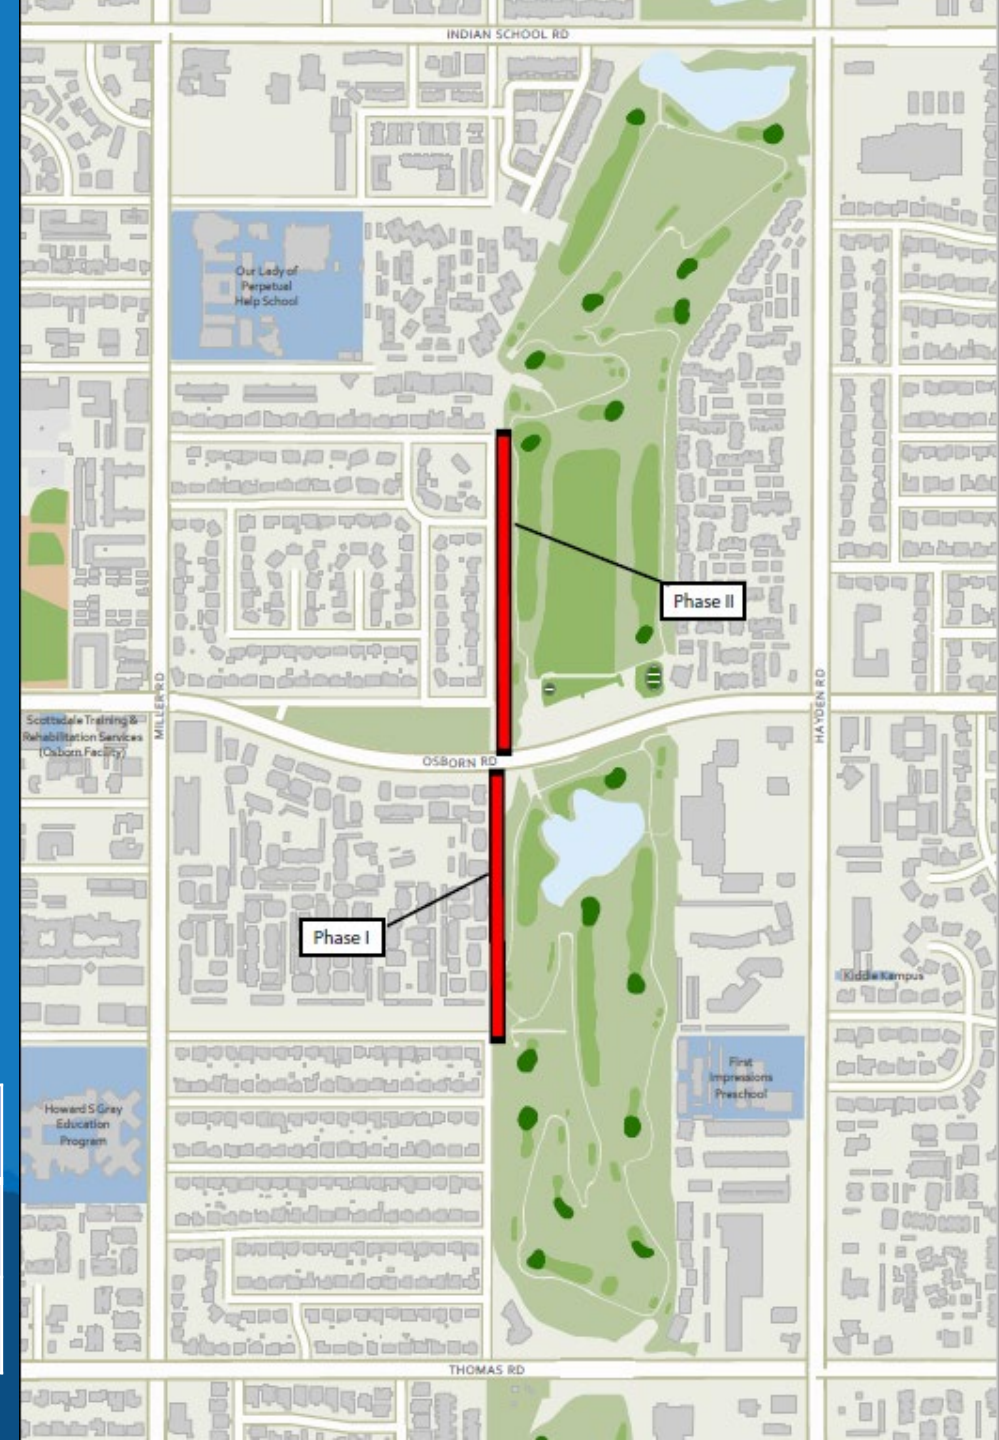 INDIAN SCHOOL RD
Our Lady of
Perpetual
Help School
Phase II
MILLER RD
HAYDEN RD
Scottsdale Training &
Rehabilitation Services
(Osborn Facility)
OSBORN RD
Phase I
Kiddie Kampus
First
Impressions
Preschool
Howard S Gray
Education
Program
THOMAS RD